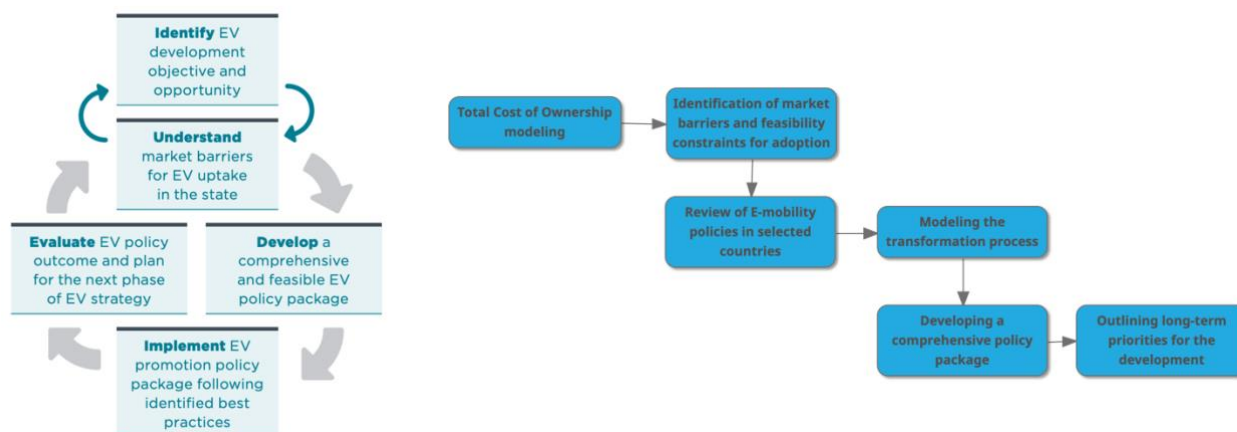 Identify EV
development
objective and
opportunity
Understand
market barriers
for EV uptake
in the state
Evaluate EV policy
outcome and plan
for the next phase
of EV strategy
Develop a
comprehensive
and feasible EV
policy package
Implement EV
promotion policy
package following
identified best
practices
Total Cost of Ownership
modeling
Identification of market
barriers and feasibility
constraints for adoption
Review of E-mobility
policies in selected
countries
Modeling the
transformation process
Developing a
comprehensive policy
package
Outlining long-term
priorities for the
development